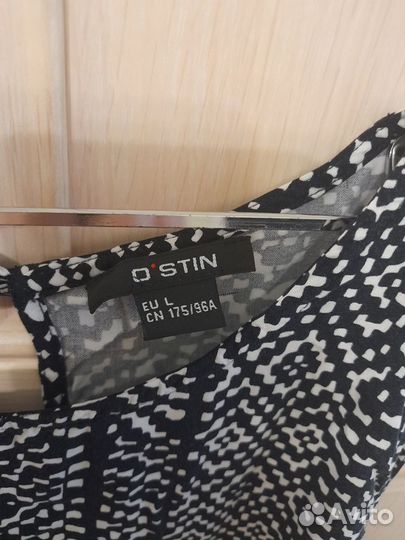 O'STIN
EU L
CN 175/96A
Avito